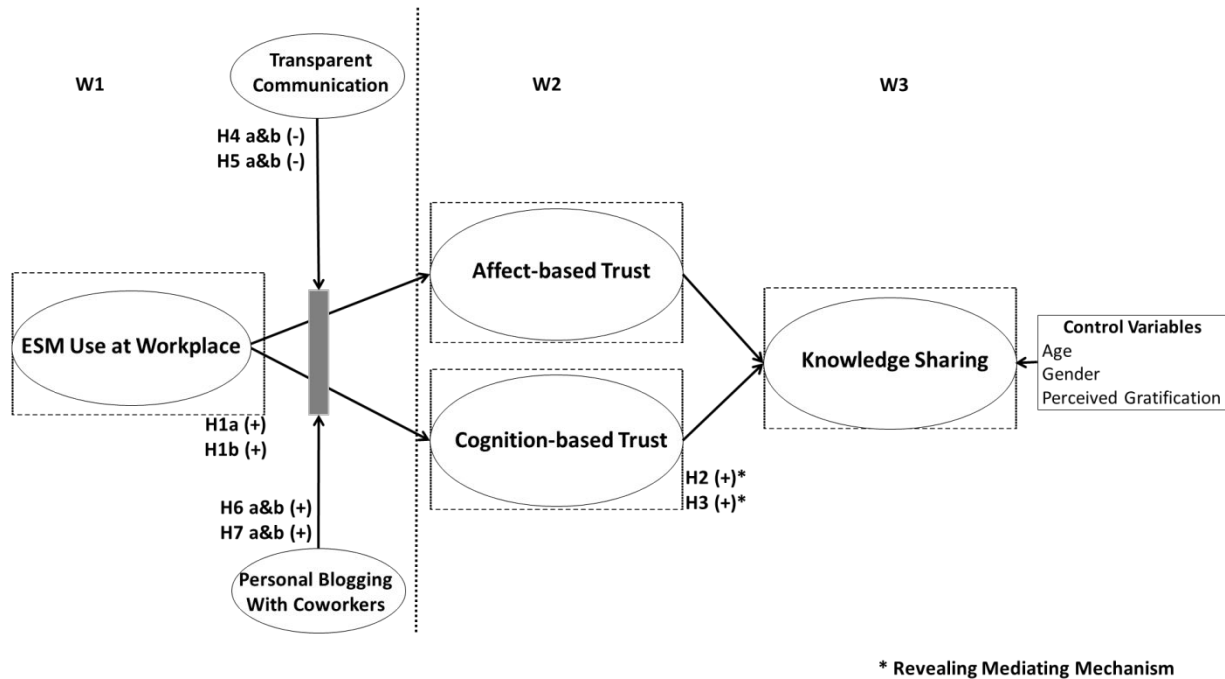 W1
Transparent
Communication
W2
W3
H4 a&b (-)
H5 a&b (-)
Affect-based Trust
ESM Use at Workplace
Knowledge Sharing
Control Variables
Age
Gender
Perceived Gratification
H1a (+)
H1b (+)
Cognition-based Trust
H2 (+)*
H3 (+)*
H6 a&b (+)
H7 a&b (+)
Personal Blogging
With Coworkers
* Revealing Mediating Mechanism